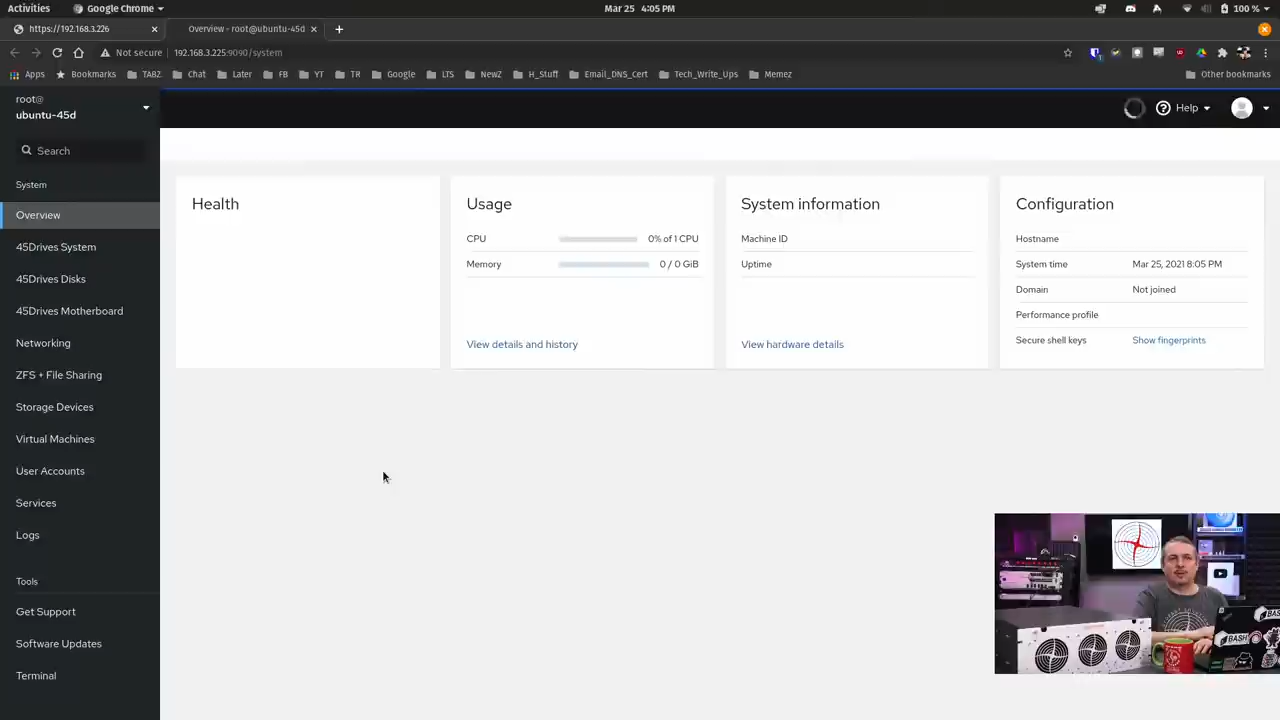 Activities
Google Chrome
Mar 25 4:05 PM
100 %
https://192.168.3.226
Overview - root@ubuntu-45d
Not secure
192.168.3.225:9090/system
Apps
Bookmarks
TABZ
Chat
Later
FB
YT
TR
Google
LTS
NewZ
H_Stuff
Email_DNS_Cert
Tech_Write_Ups
Memez
Other bookmarks
root@
ubuntu-45d
Help
Search
System
Overview
45Drives System
45Drives Disks
45Drives Motherboard
Networking
ZFS + File Sharing
Storage Devices
Virtual Machines
User Accounts
Services
Logs
Tools
Get Support
Software Updates
Terminal
Health
Usage
CPU 0% of 1 CPU
Memory 0 / 0 GiB
View details and history
System information
Machine ID
Uptime
View hardware details
Configuration
Hostname
System time Mar 25, 2021 8:05 PM
Domain Not joined
Performance profile
Secure shell keys Show fingerprints
BASH
BASH